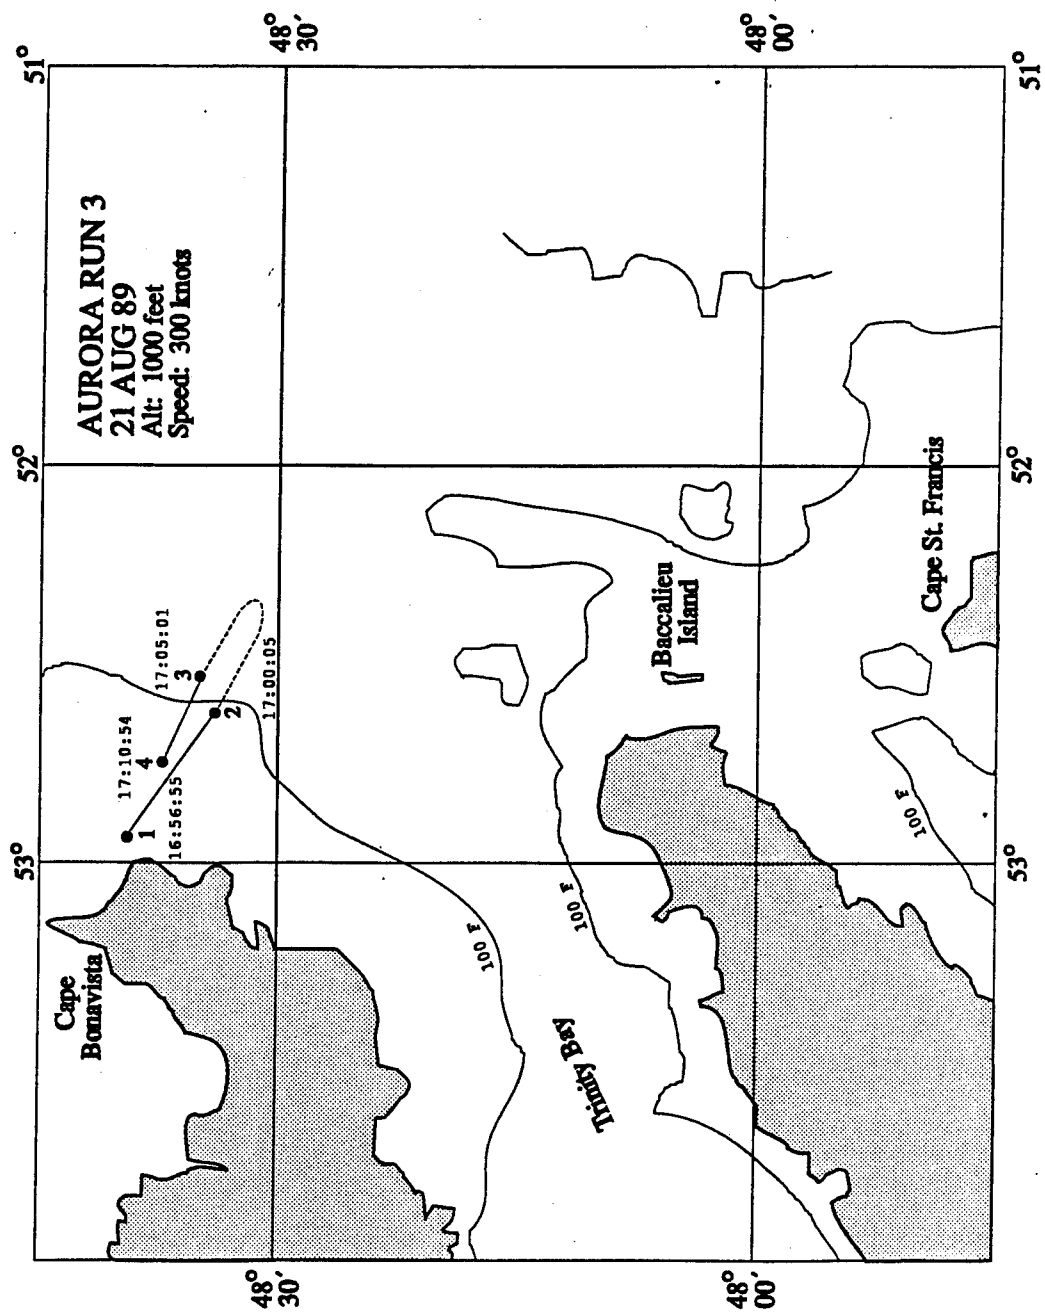 AURORA RUN 3
21 AUG 89
Alt: 1000 feet
Speed: 300 knots
53°
52°
51°
48°
30'
48°
30'
48°
00'
48°
00'
53°
52°
51°
Cape
Bonavista
17:10:54
4
1
16:56:55
17:05:01
3
2
17:00:05
100 F
Trinity Bay
100 F
Baccalieu
Island
Cape St. Francis
100 F